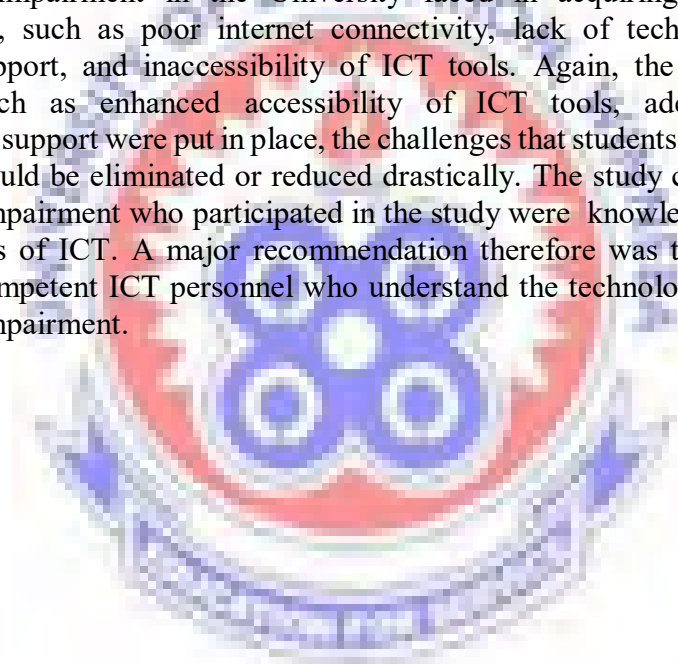 impairment in the University faced in acquiring
, such as poor internet connectivity, lack of tech
pport, and inaccessibility of ICT tools. Again, the
ch as enhanced accessibility of ICT tools, ade
support were put in place, the challenges that students
uld be eliminated or reduced drastically. The study c
npairment who participated in the study were knowle
s of ICT. A major recommendation therefore was t
mpetent ICT personnel who understand the technolo
npairment.